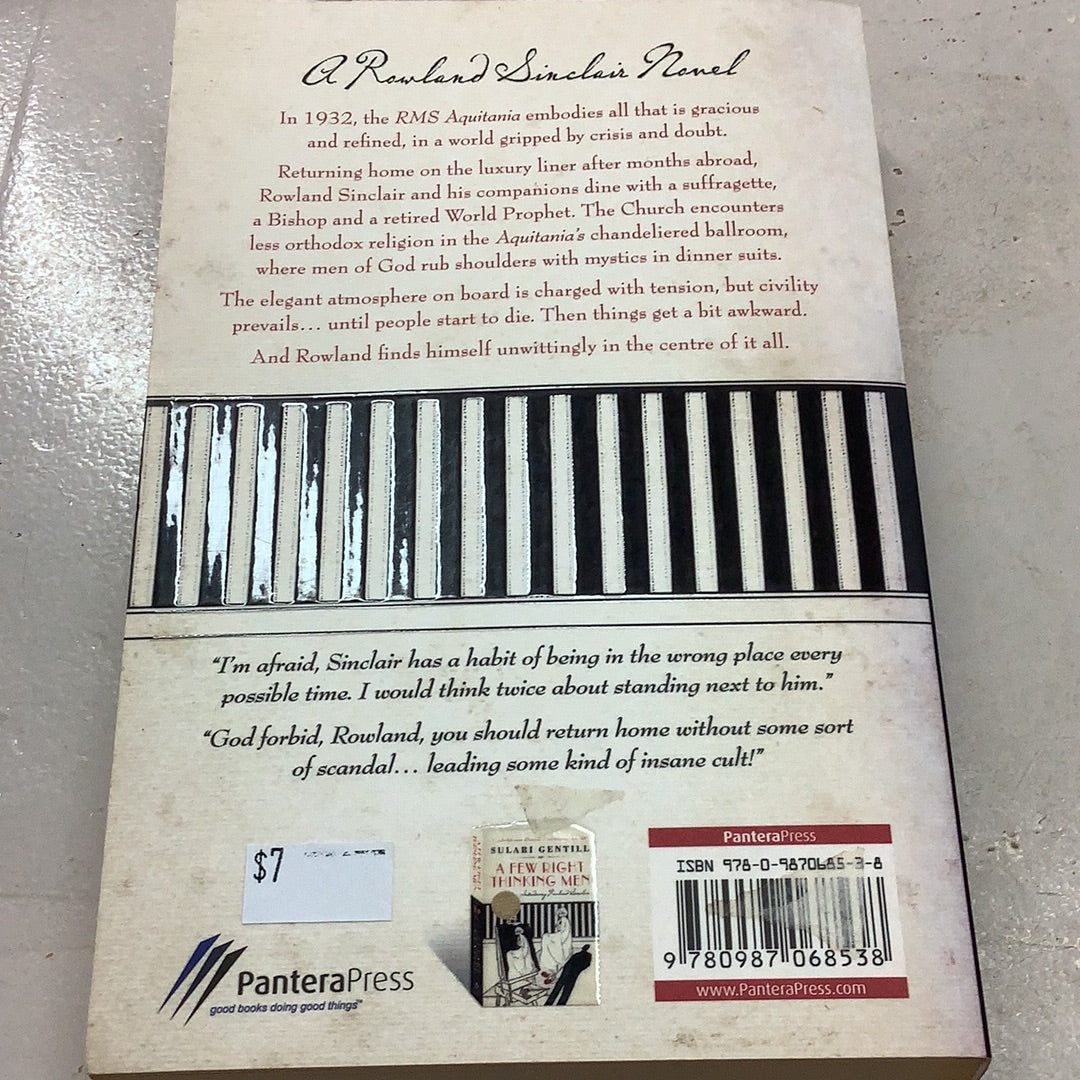 A Rowland Sinclair Novel
In 1932, the RMS Aquitania embodies all that is gracious
and refined, in a world gripped by crisis and doubt.
Returning home on the luxury liner after months abroad,
Rowland Sinclair and his companions dine with a suffragette,
a Bishop and a retired World Prophet. The Church encounters
less orthodox religion in the Aquitania's chandeliered ballroom,
where men of God rub shoulders with mystics in dinner suits.
The elegant atmosphere on board is charged with tension, but civility
prevails... until people start to die. Then things get a bit awkward.
And Rowland finds himself unwittingly in the centre of it all.
“I'm afraid, Sinclair has a habit of being in the wrong place every
possible time. I would think twice about standing next to him.”
“God forbid, Rowland, you should return home without some sort
of scandal... leading some kind of insane cult!”
$7
PanteraPress
good books doing good things™
SULARI GENTILL
A FEW RIGHT
THINKING MEN
PanteraPress
ISBN 978-0-9870685-3-8
9 780987 068538
www.PanteraPress.com